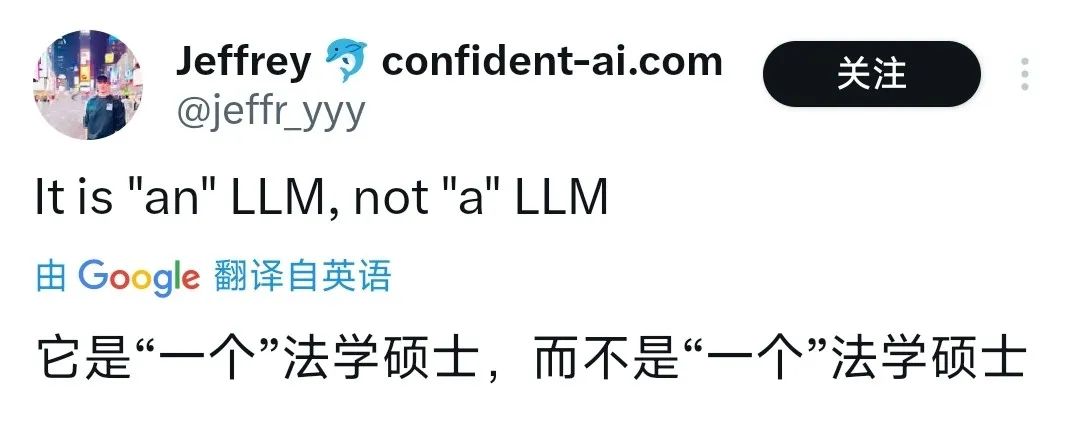 Jeffrey 🐬 confident-ai.com
@jeffr_yyy
关注
It is "an" LLM, not "a" LLM
由 Google 翻译自英语
它是“一个”法学硕士，而不是“一个”法学硕士